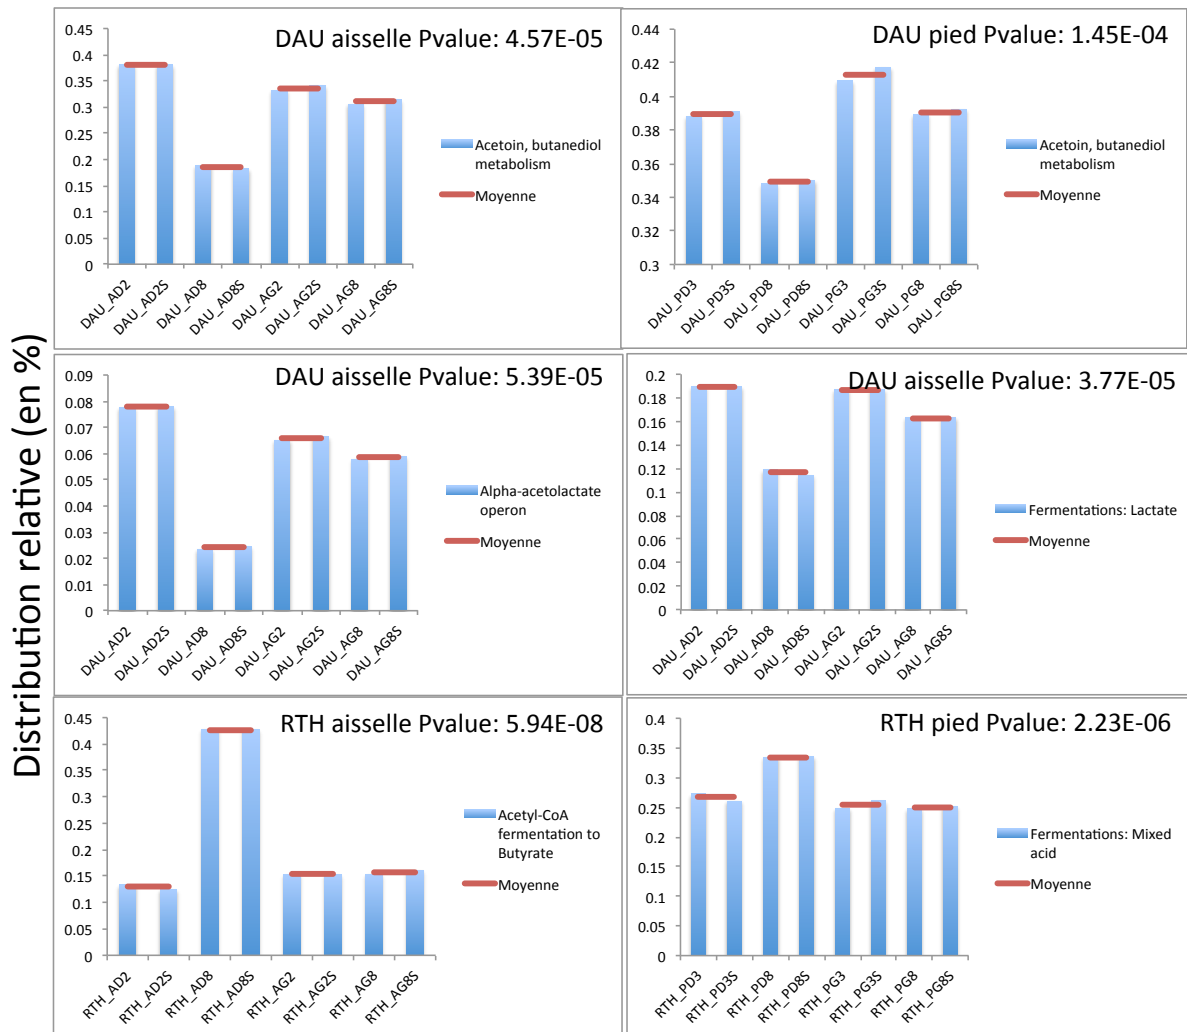 Distribution relative (en %)
DAU aisselle Pvalue: 4.57E-05
0.45
0.4
0.35
0.3
0.25
0.2
0.15
0.1
0.05
0
DAU_AD2
DAU_AD2S
DAU_AD8
DAU_AD8S
DAU_AG2
DAU_AG2S
DAU_AG8
DAU_AG8S
Acetoin, butanediol
metabolism
Moyenne
DAU pied Pvalue: 1.45E-04
0.44
0.42
0.4
0.38
0.36
0.34
0.32
0.3
DAU_PD3
DAU_PD3S
DAU_PD8
DAU_PD8S
DAU_PG3
DAU_PG3S
DAU_PG8
DAU_PG8S
Acetoin, butanediol
metabolism
Moyenne
DAU aisselle Pvalue: 5.39E-05
0.09
0.08
0.07
0.06
0.05
0.04
0.03
0.02
0.01
0
DAU_AD2
DAU_AD2S
DAU_AD8
DAU_AD8S
DAU_AG2
DAU_AG2S
DAU_AG8
DAU_AG8S
Alpha-acetolactate
operon
Moyenne
DAU aisselle Pvalue: 3.77E-05
0.2
0.18
0.16
0.14
0.12
0.1
0.08
0.06
0.04
0.02
0
DAU_AD2
DAU_AD2S
DAU_AD8
DAU_AD8S
DAU_AG2
DAU_AG2S
DAU_AG8
DAU_AG8S
Fermentations: Lactate
Moyenne
RTH aisselle Pvalue: 5.94E-08
0.45
0.4
0.35
0.3
0.25
0.2
0.15
0.1
0.05
0
RTH_AD2
RTH_AD2S
RTH_AD8
RTH_AD8S
RTH_AG2
RTH_AG2S
RTH_AG8
RTH_AG8S
Acetyl-CoA
fermentation to
Butyrate
Moyenne
RTH pied Pvalue: 2.23E-06
0.4
0.35
0.3
0.25
0.2
0.15
0.1
0.05
0
RTH_PD3
RTH_PD3S
RTH_PD8
RTH_PD8S
RTH_PG3
RTH_PG3S
RTH_PG8
RTH_PG8S
Fermentations: Mixed
acid
Moyenne